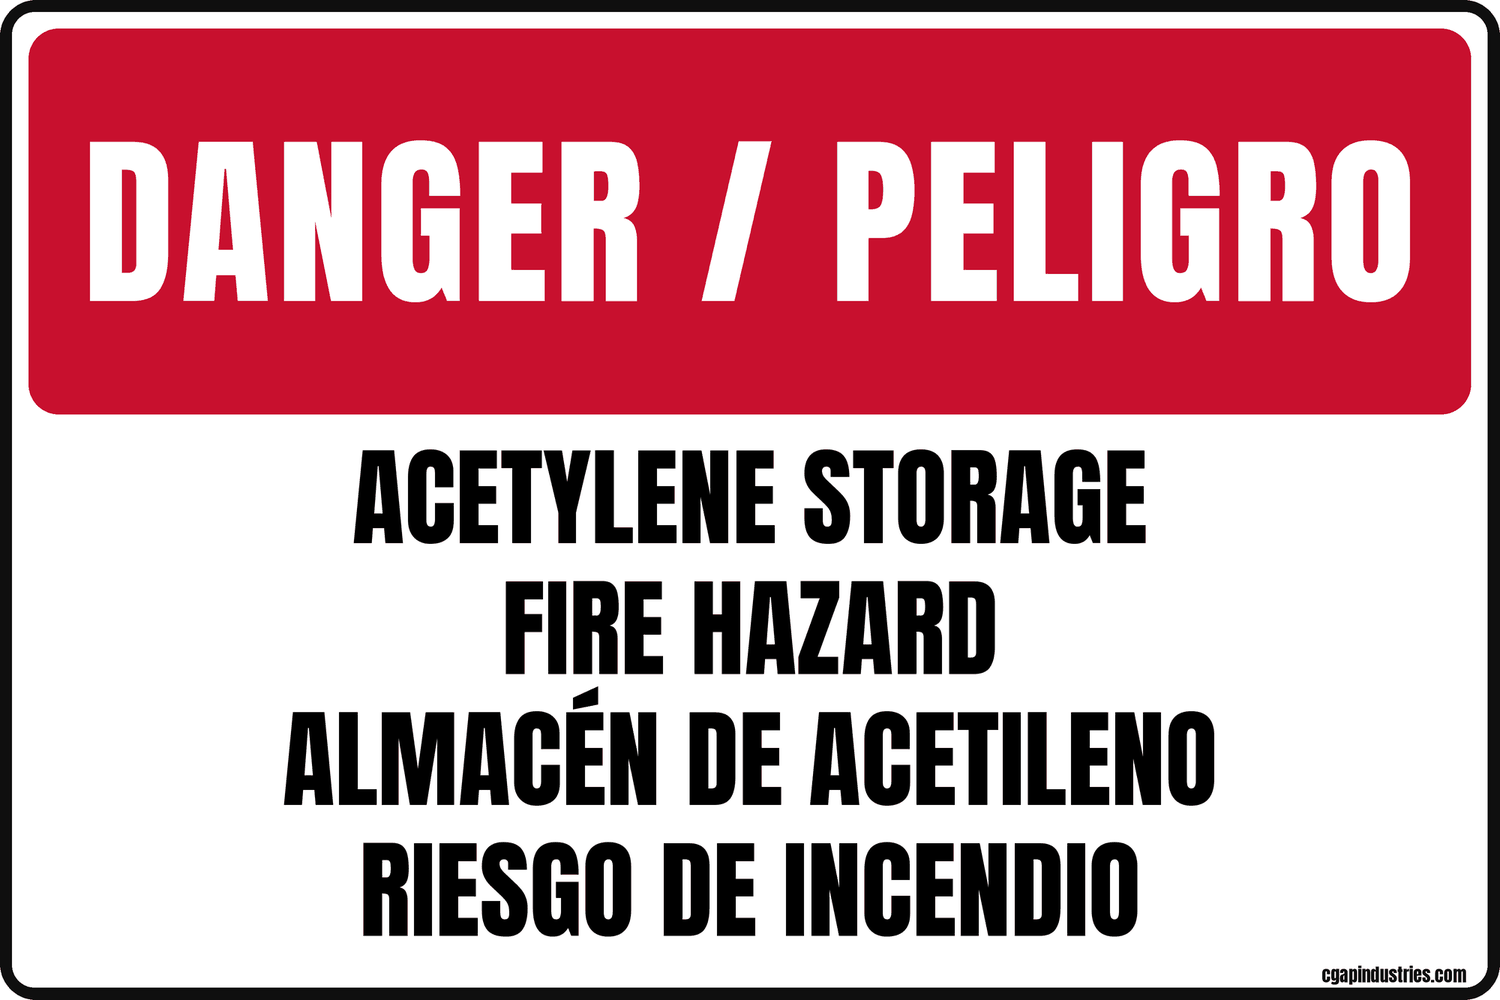 DANGER / PELIGRO
ACETYLENE STORAGE
FIRE HAZARD
ALMACÉN DE ACETILENO
RIESGO DE INCENDIO
cgapindustries.com